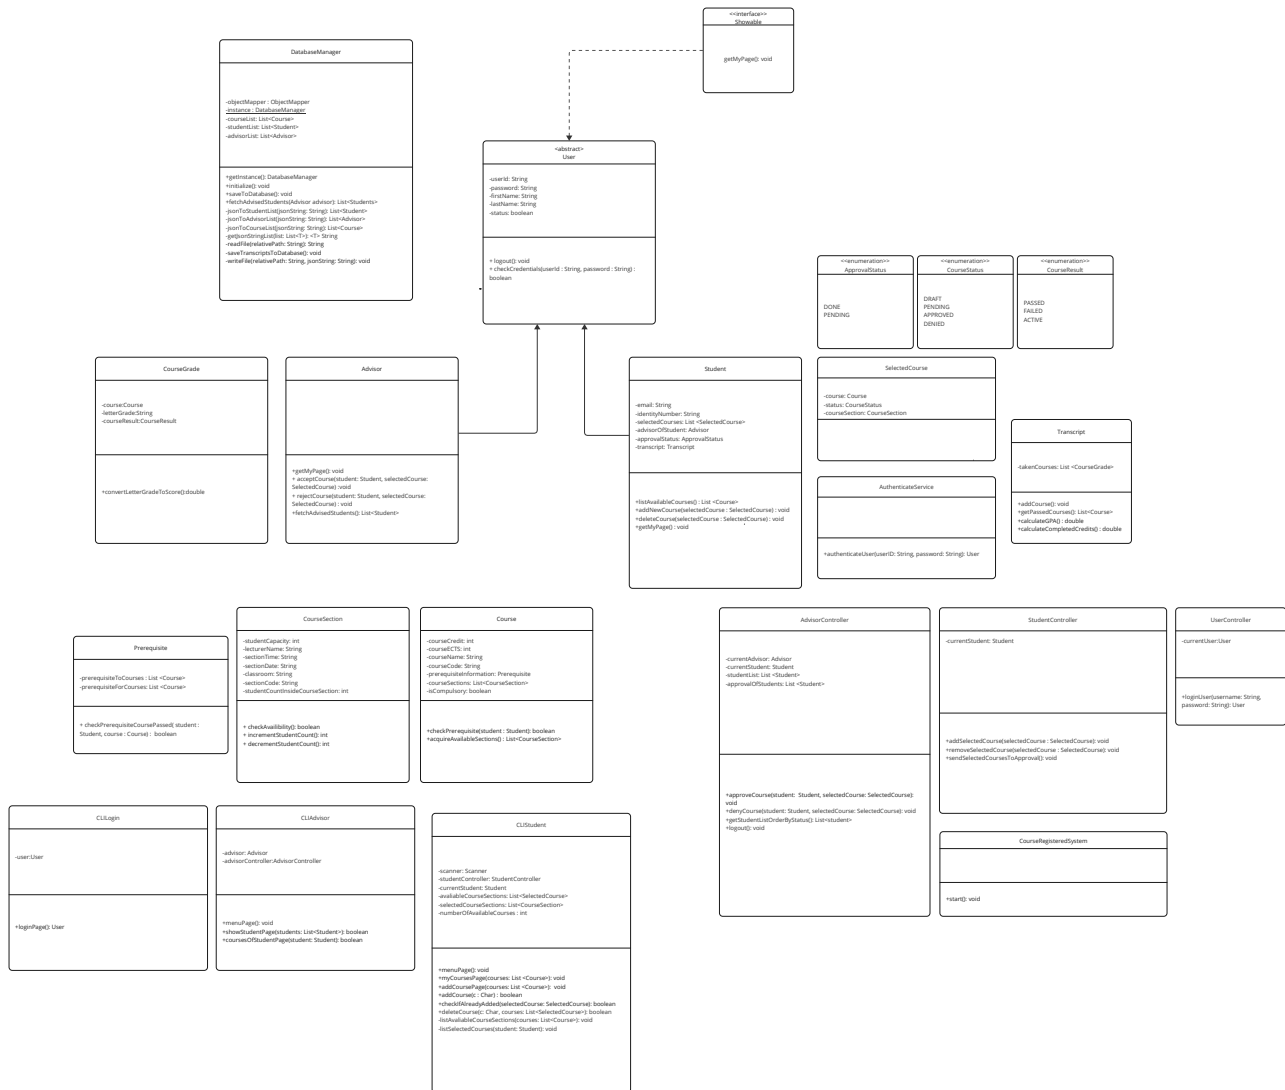 <<interface>>
Showable
getMyPage(): void
DatabaseManager
-objectMapper : ObjectMapper
-instance : DatabaseManager
-courseList: List<Course>
-studentList: List<Student>
-advisorList: List<Advisor>
+getInstance(): DatabaseManager
+initialize(): void
+saveToDatabase(): void
+fetchAdvisedStudents(Advisor advisor): List<Students>
-jsonToStudentList(jsonString: String): List<Student>
-jsonToAdvisorList(jsonString: String): List<Advisor>
-jsonToCourseList(jsonString: String): List<Course>
-getJsonStringList(list: List<T>): <T> String
-readFile(relativePath: String): String
-saveTranscriptsToDatabase(): void
-writeFile(relativePath: String, jsonString: String): void
<abstract>
User
-userId: String
-password: String
-firstName: String
-lastName: String
-status: boolean
+ logout(): void
+ checkCredentials(userId : String, password : String) :
boolean
<<enumeration>>
ApprovalStatus
DONE
PENDING
<<enumeration>>
CourseStatus
DRAFT
PENDING
APPROVED
DENIED
<<enumeration>>
CourseResult
PASSED
FAILED
ACTIVE
CourseGrade
-course:Course
-letterGrade:String
-courseResult:CourseResult
+convertLetterGradeToScore():double
Advisor
+getMyPage(): void
+ acceptCourse(student: Student, selectedCourse:
SelectedCourse) :void
+ rejectCourse(student: Student, selectedCourse:
SelectedCourse) : void
+fetchAdvisedStudents(): List<Student>
Student
-email: String
-identityNumber: String
-selectedCourses: List <SelectedCourse>
-advisorOfStudent: Advisor
-approvalStatus: ApprovalStatus
-transcript: Transcript
+listAvailableCourses() : List <Course>
+addNewCourse(selectedCourse : SelectedCourse) : void
+deleteCourse(selectedCourse : SelectedCourse) : void
+getMyPage() : void
SelectedCourse
-course: Course
-status: CourseStatus
-courseSection: CourseSection
AuthenticateService
+authenticateUser(userID: String, password: String): User
Transcript
-takenCourses: List <CourseGrade>
+addCourse(): void
+getPassedCourses(): List<Course>
+calculateGPA() : double
+calculateCompletedCredits() : double
Prerequisite
-prerequisiteToCourses : List <Course>
-prerequisiteForCourses: List <Course>
+ checkPrerequisiteCoursePassed( student :
Student, course : Course) : boolean
CourseSection
-studentCapacity: int
-lecturerName: String
-sectionTime: String
-sectionDate: String
-classroom: String
-sectionCode: String
-studentCountInsideCourseSection: int
+ checkAvailibility(): boolean
+ incrementStudentCount(): int
+ decrementStudentCount(): int
Course
-courseCredit: int
-courseECTS: int
-courseName: String
-courseCode: String
-prerequisiteInformation: Prerequisite
-courseSections: List<CourseSection>
-isCompulsory: boolean
+checkPrerequisite(student : Student): boolean
+acquireAvailableSections() : List<CourseSection>
AdvisorController
-currentAdvisor: Advisor
-currentStudent: Student
-studentList: List <Student>
-approvalOfStudents: List <Student>
+approveCourse(student: Student, selectedCourse: SelectedCourse):
void
+denyCourse(student: Student, selectedCourse: SelectedCourse): void
+getStudentListOrderByStatus(): List<student>
+logout(): void
StudentController
-currentStudent: Student
+addSelectedCourse(selectedCourse : SelectedCourse): void
+removeSelectedCourse(selectedCourse : SelectedCourse): void
+sendSelectedCoursesToApproval(): void
UserController
-currentUser:User
+loginUser(username: String,
password: String): User
CLILogin
-user:User
+loginPage(): User
CLIAdvisor
-advisor: Advisor
-advisorController:AdvisorController
+menuPage(): void
+showStudentPage(students: List<Student>): boolean
+coursesOfStudentPage(student: Student): boolean
CLIStudent
-scanner: Scanner
-studentController: StudentController
-currentStudent: Student
-avaliableCourseSections: List<SelectedCourse>
-selectedCourseSections: List<CourseSection>
-numberOfAvailableCourses : int
+menuPage(): void
+myCoursesPage(courses: List <Course>): void
+addCoursePage(courses: List <Course>): void
+addCourse(c : Char) : boolean
+checkIfAlreadyAdded(selectedCourse: SelectedCourse): boolean
+deleteCourse(c: Char, courses: List<SelectedCourse>): boolean
-listAvaliableCourseSections(courses: List<Course>): void
-listSelectedCourses(student: Student): void
CourseRegisteredSystem
+start(): void